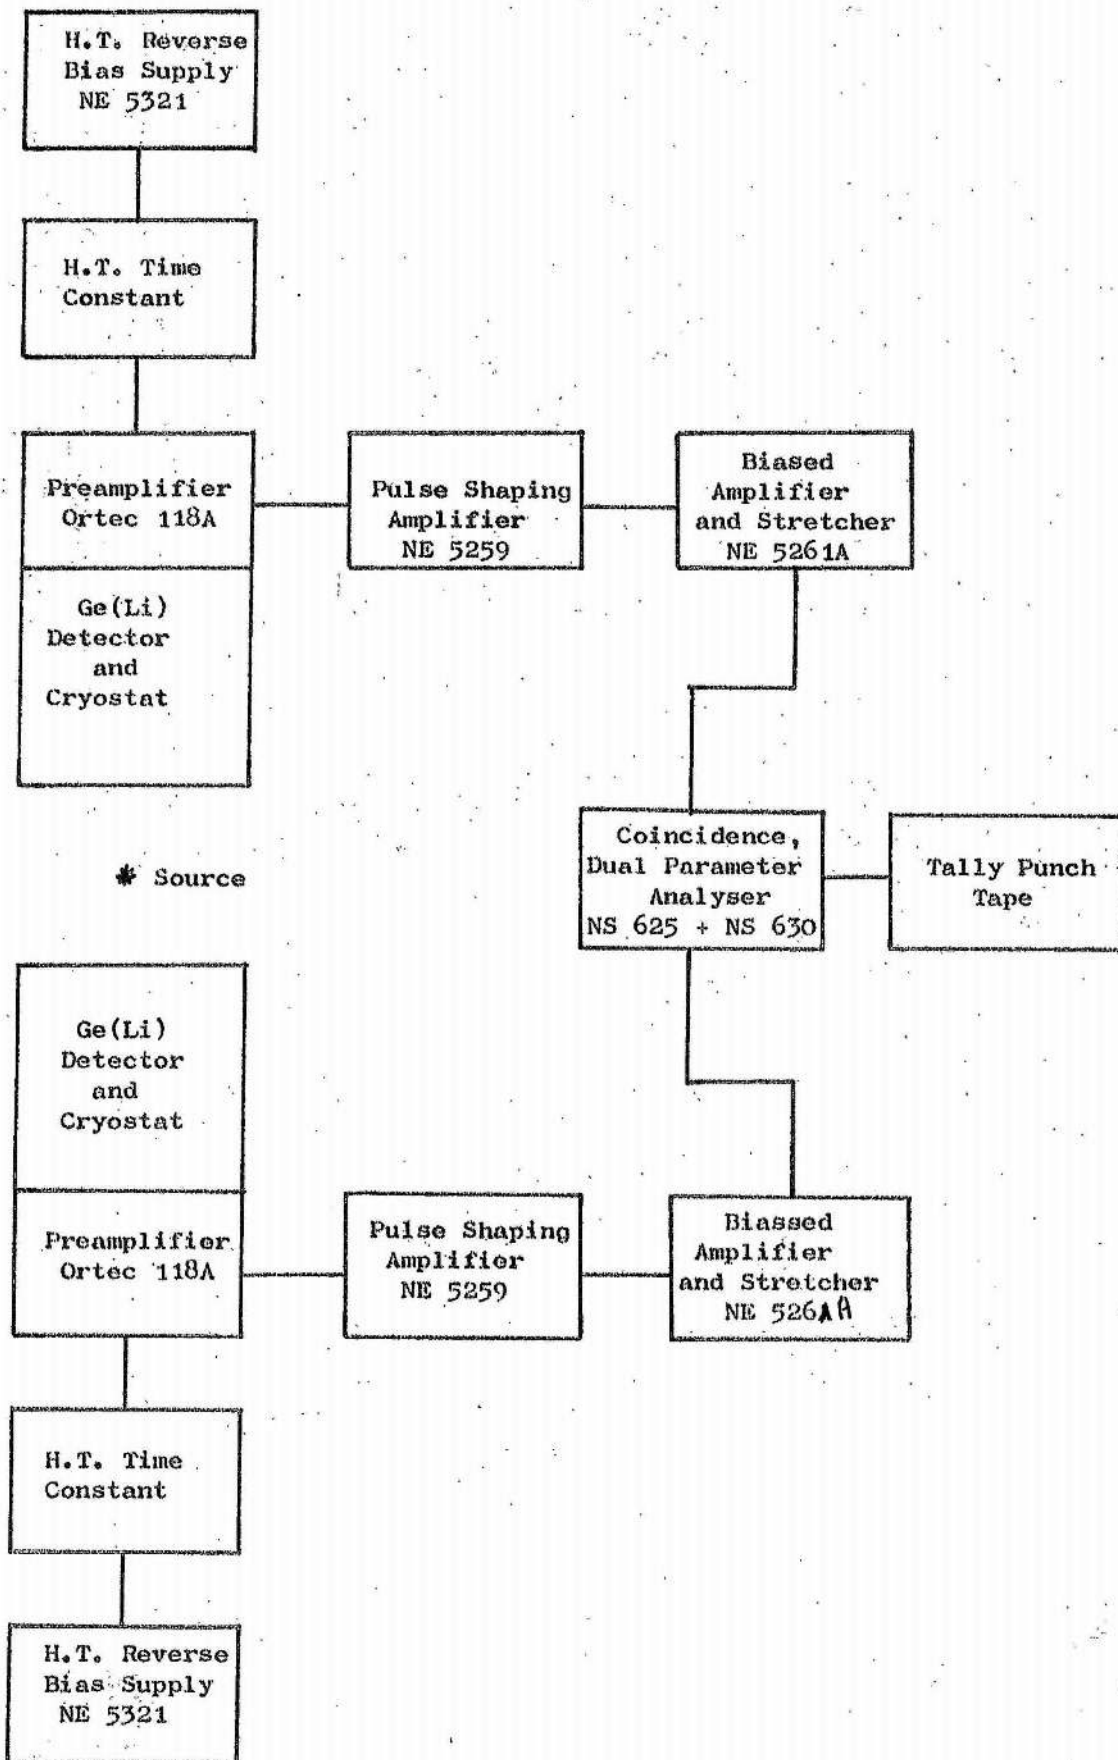 H.T. Reverse
Bias Supply
NE 5321
H.T. Time
Constant
Preamplifier
Ortec 118A
Pulse Shaping
Amplifier
NE 5259
Biased
Amplifier
and Stretcher
NE 5261A
Ge(Li)
Detector
and
Cryostat
* Source
Coincidence,
Dual Parameter
Analyser
NS 625 + NS 630
Tally Punch
Tape
Ge(Li)
Detector
and
Cryostat
Preamplifier
Ortec 118A
Pulse Shaping
Amplifier
NE 5259
Biassed
Amplifier
and Stretcher
NE
H.T. Time
Constant
H.T. Reverse
Bias Supply
NE 5321